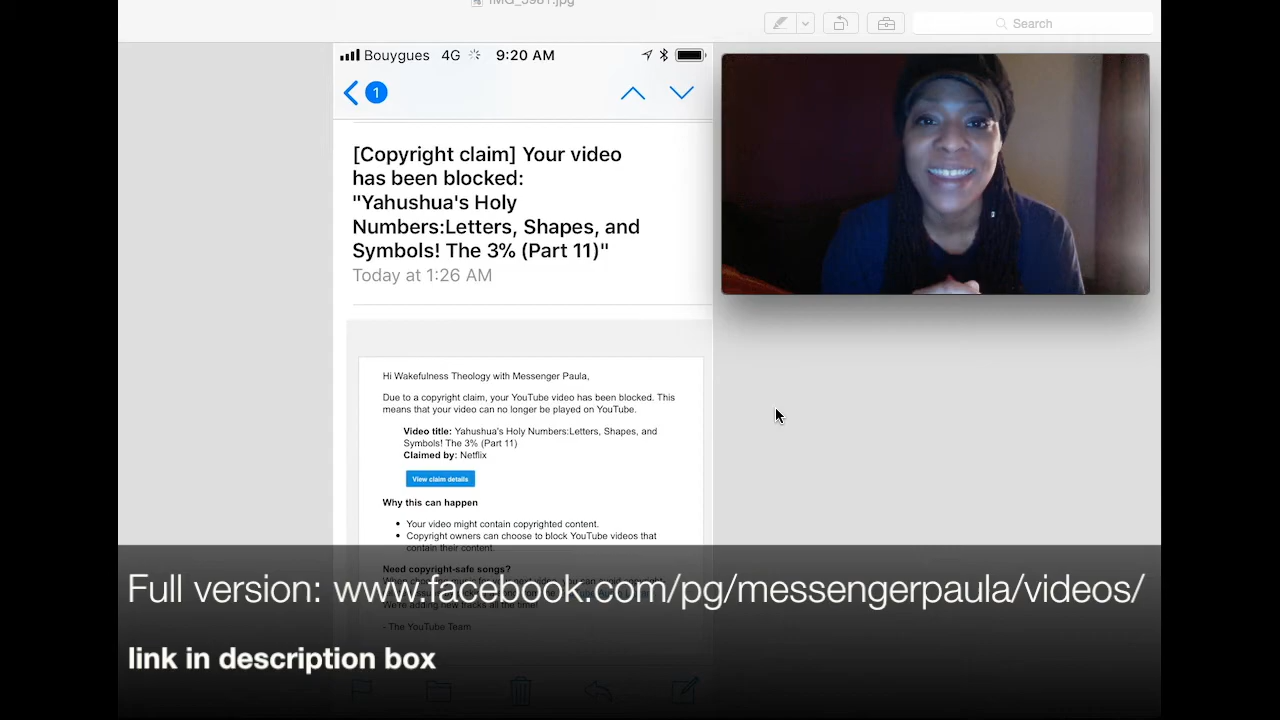 IMG_3981.jpg
Search
Bouygues 4G 9:20 AM
1
[Copyright claim] Your video
has been blocked:
"Yahushua's Holy
Numbers:Letters, Shapes, and
Symbols! The 3% (Part 11)"
Today at 1:26 AM
Hi Wakefulness Theology with Messenger Paula,
Due to a copyright claim, your YouTube video has been blocked. This
means that your video can no longer be played on YouTube.
Video title: Yahushua's Holy Numbers:Letters, Shapes, and
Symbols! The 3% (Part 11)
Claimed by: Netflix
View claim details
Why this can happen
• Your video might contain copyrighted content.
• Copyright owners can choose to block YouTube videos that
contain their content.
Need copyright-safe songs?
We're adding new tracks all the time!
- The YouTube Team
Full version: www.facebook.com/pg/messengerpaula/videos/
link in description box